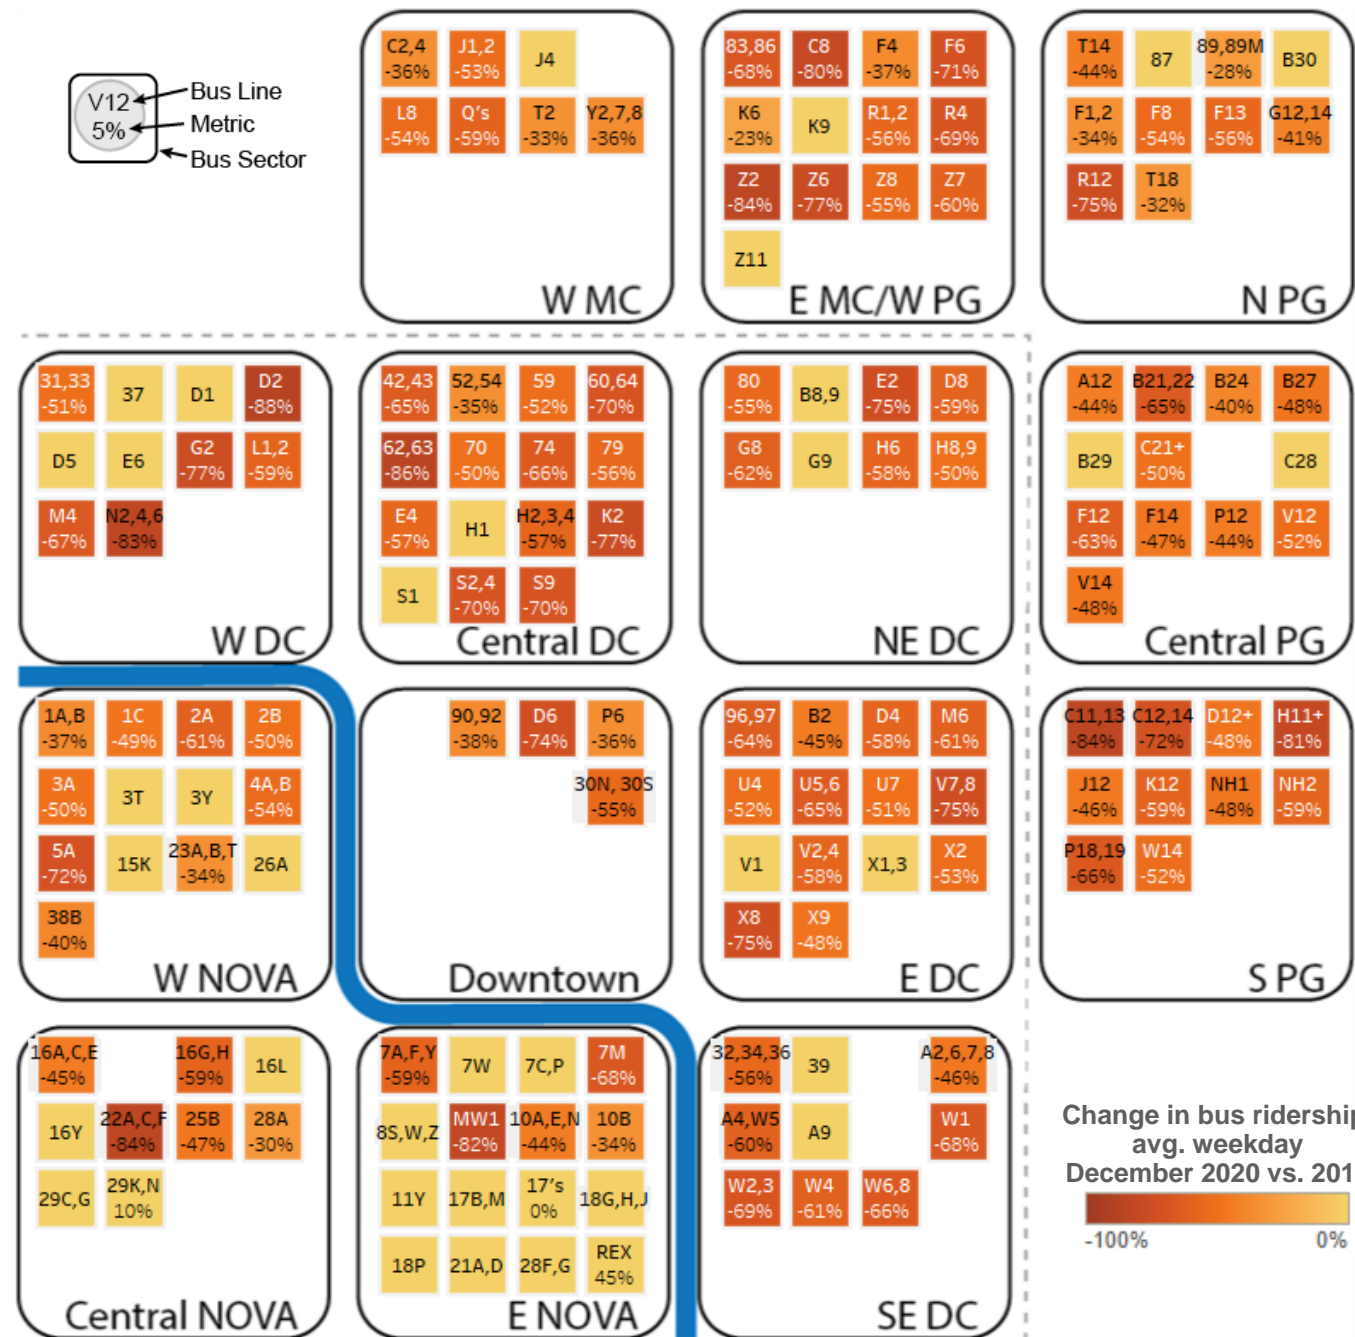 V12
5%
Bus Line
Metric
Bus Sector
C2,4
-36%
J1,2
-53%
J4
L8
-54%
Q's
-59%
T2
-33%
Y2,7,8
-36%
W MC
83,86
-68%
C8
-80%
F4
-37%
F6
-71%
K6
-23%
K9
R1,2
-56%
R4
-69%
Z2
-84%
Z6
-77%
Z8
-55%
Z7
-60%
Z11
E MC/W PG
T14
-44%
87
89,89M
-28%
B30
F1,2
-34%
F8
-54%
F13
-56%
G12,14
-41%
R12
-75%
T18
-32%
N PG
31,33
-51%
37
D1
D2
-88%
D5
E6
G2
-77%
L1,2
-59%
M4
-67%
N2,4,6
-83%
W DC
42,43
-65%
52,54
-35%
59
-52%
60,64
-70%
62,63
-86%
70
-50%
74
-66%
79
-56%
E4
-57%
H1
H2,3,4
-57%
K2
-77%
S1
S2,4
-70%
S9
-70%
Central DC
80
-55%
B8,9
E2
-75%
D8
-59%
G8
-62%
G9
H6
-58%
H8,9
-50%
NE DC
A12
-44%
B21,22
-65%
B24
-40%
B27
-48%
B29
C21+
-50%
C28
F12
-63%
F14
-47%
P12
-44%
V12
-52%
V14
-48%
Central PG
1A,B
-37%
1C
-49%
2A
-61%
2B
-50%
3A
-50%
3T
3Y
4A,B
-54%
5A
-72%
15K
23A,B,T
-34%
26A
38B
-40%
W NOVA
90,92
-38%
D6
-74%
P6
-36%
30N, 30S
-55%
Downtown
96,97
-64%
B2
-45%
D4
-58%
M6
-61%
U4
-52%
U5,6
-65%
U7
-51%
V7,8
-75%
V1
V2,4
-58%
X1,3
X2
-53%
X8
-75%
X9
-48%
E DC
C11,13
-84%
C12,14
-72%
D12+
-48%
H11+
-81%
J12
-46%
K12
-59%
NH1
-48%
NH2
-59%
P18,19
-66%
W14
-52%
S PG
16A,C,E
-45%
16G,H
-59%
16L
16Y
22A,C,F
-84%
25B
-47%
28A
-30%
29C,G
29K,N
10%
Central NOVA
7A,F,Y
-59%
7W
7C,P
7M
-68%
8S,W,Z
MW1
-82%
10A,E,N
-44%
10B
-34%
11Y
17B,M
17's
0%
18G,H,J
18P
21A,D
28F,G
REX
45%
E NOVA
32,34,36
-56%
39
A2,6,7,8
-46%
A4,W5
-60%
A9
W1
-68%
W2,3
-69%
W4
-61%
W6,8
-66%
SE DC
Change in bus ridership
avg. weekday
December 2020 vs. 201
-100%
0%